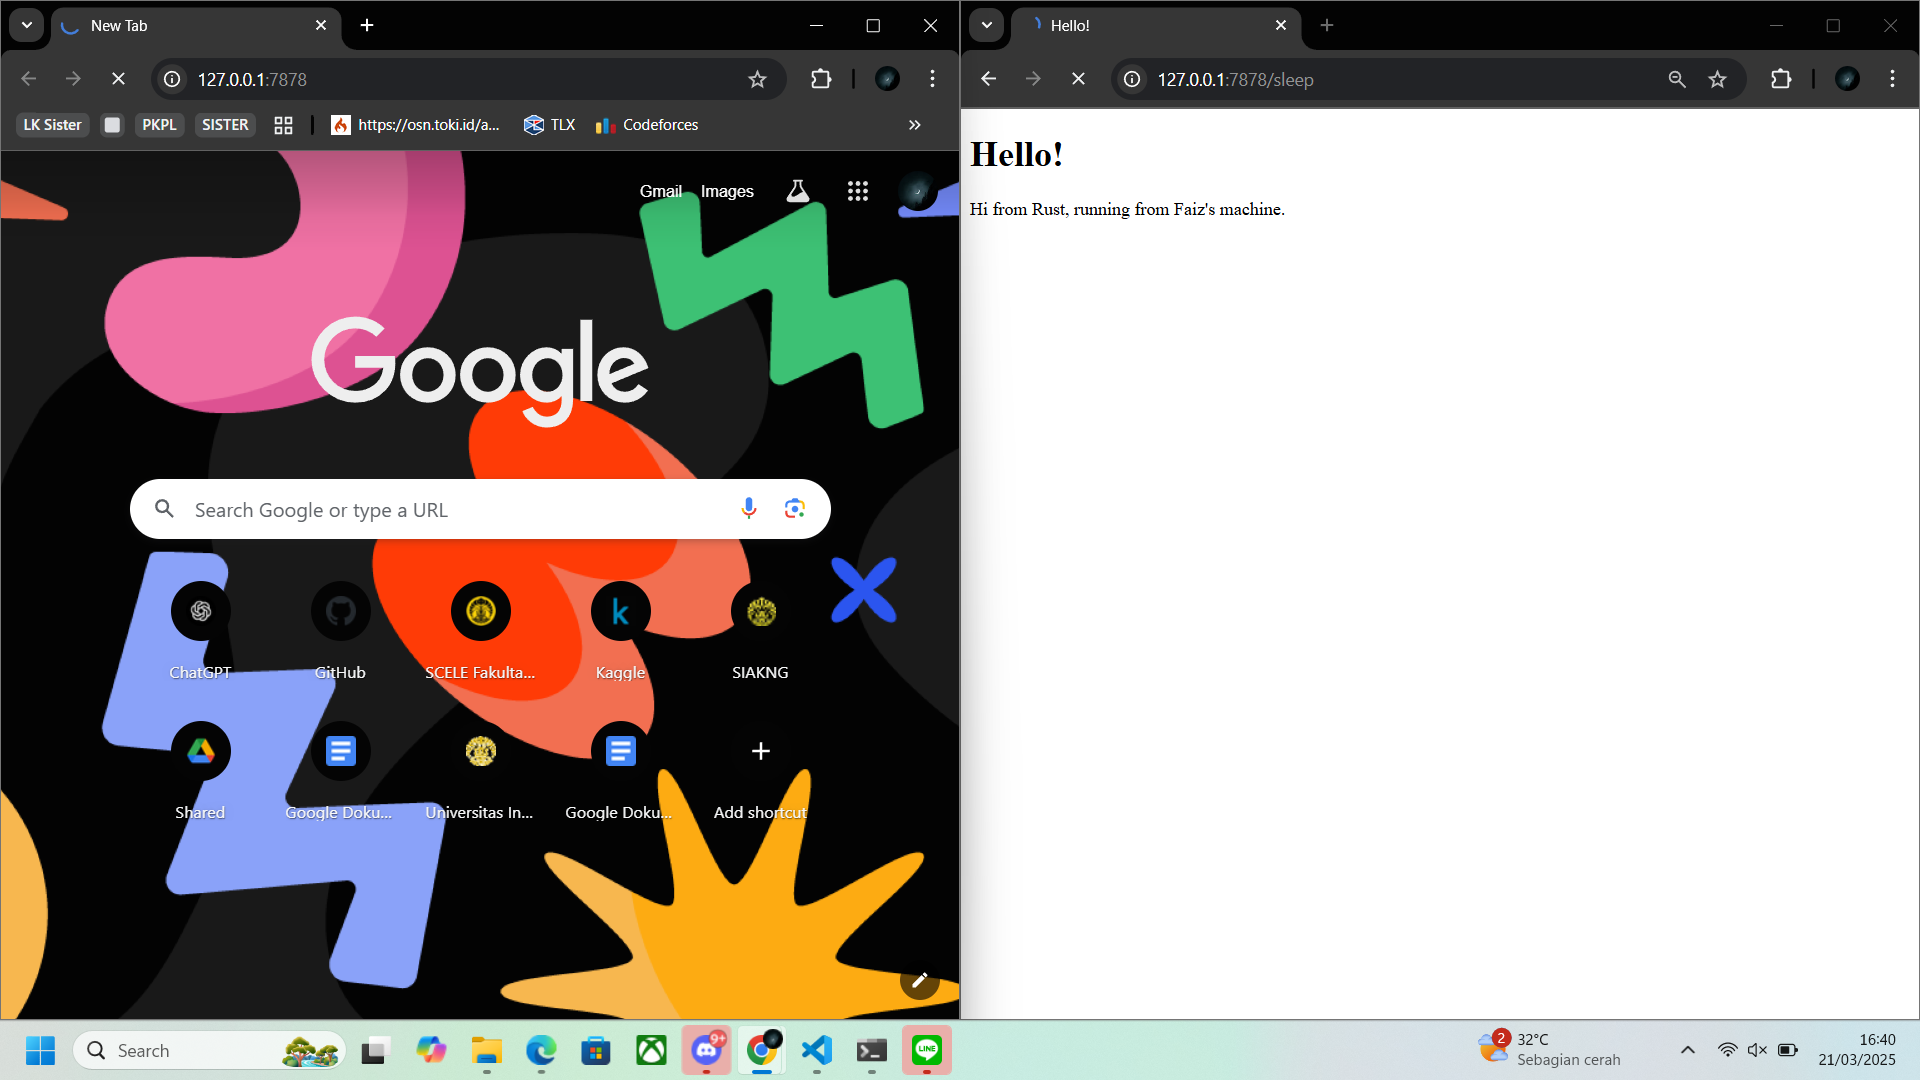 New Tab
127.0.0.1:7878
LK Sister
PKPL
SISTER
https://osn.toki.id/a...
TLX
Codeforces
Gmail
Images
Google
Search Google or type a URL
ChatGPT
GitHub
SCELE Fakulta...
k
Kaggle
SIAKNG
Shared
Google Doku...
Universitas In...
Google Doku...
Add shortcut
Hello!
127.0.0.1:7878/sleep
Hello!
Hi from Rust, running from Faiz's machine.
Search
9+
LINE
2
32°C
Sebagian cerah
16:40
21/03/2025